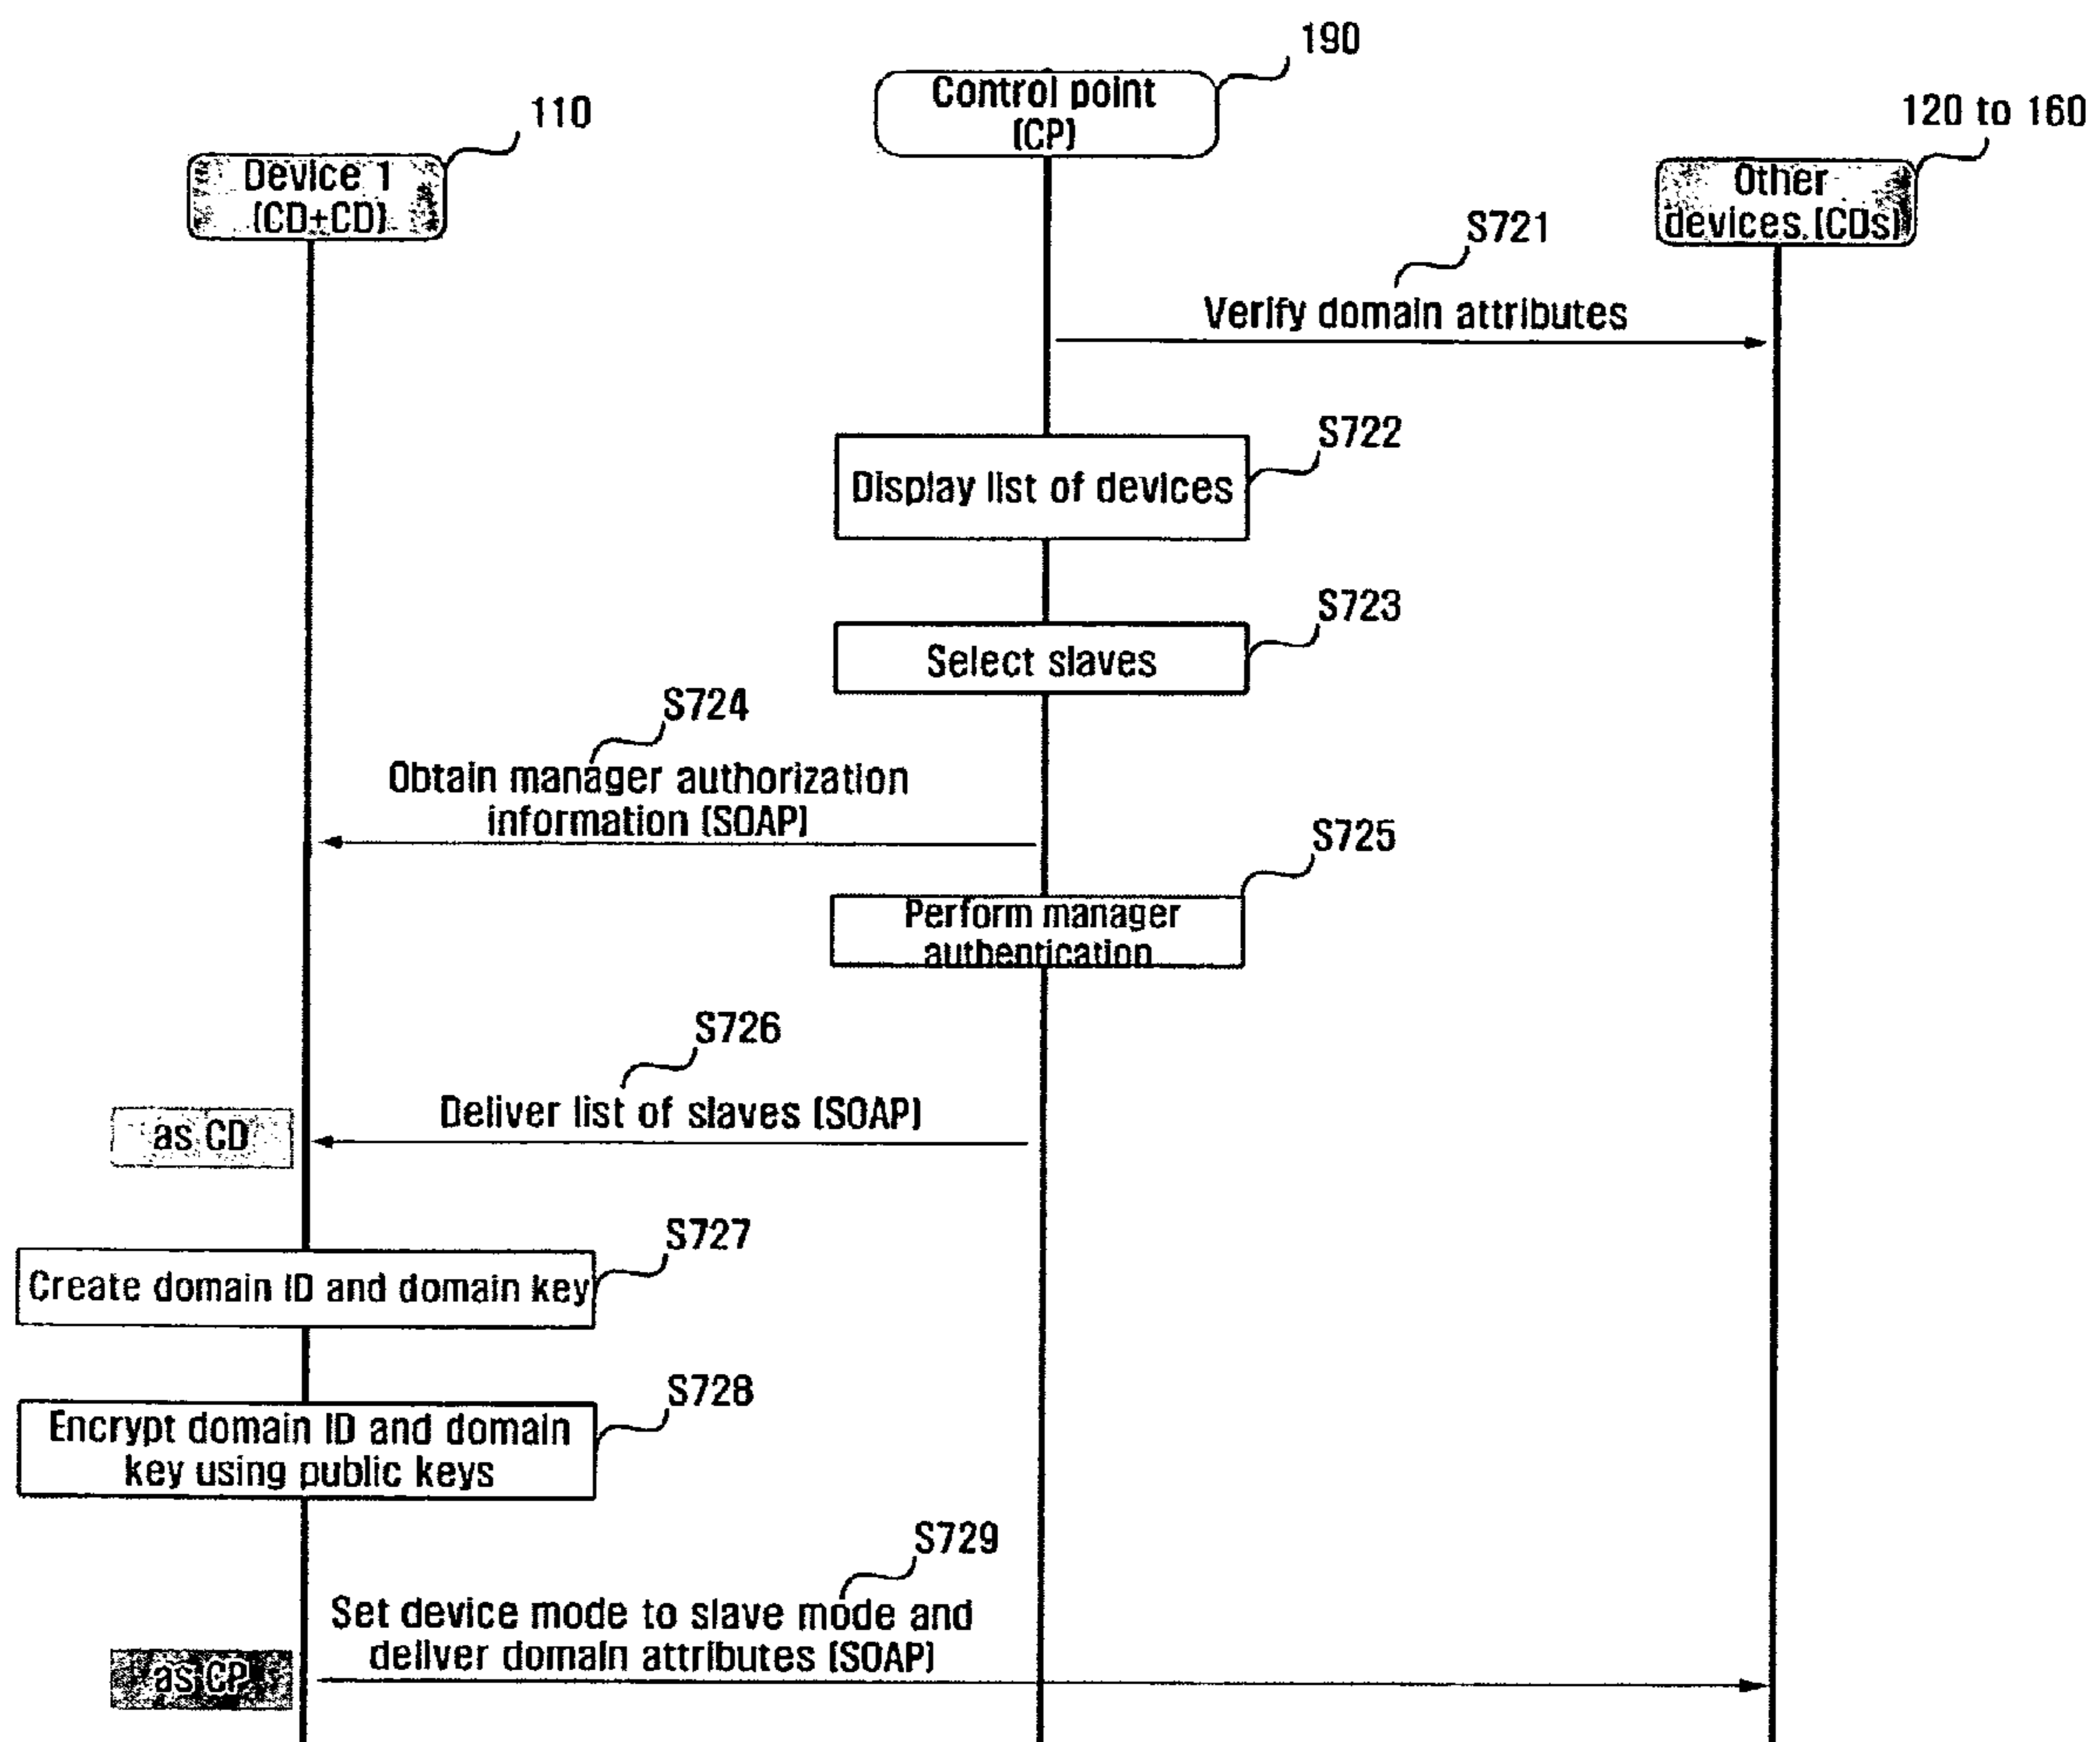 190
Control point
(CP)
110
Device 1
(CD+CD)
120 to 160
Other
devices (CDs)
S721
Verify domain attributes
S722
Display list of devices
S723
Select slaves
S724
Obtain manager authorization
information (SOAP)
S725
Perform manager
authentication
S726
Deliver list of slaves (SOAP)
as CD
S727
Create domain ID and domain key
S728
Encrypt domain ID and domain
key using public keys
S729
Set device mode to slave mode and
deliver domain attributes (SOAP)
as CP